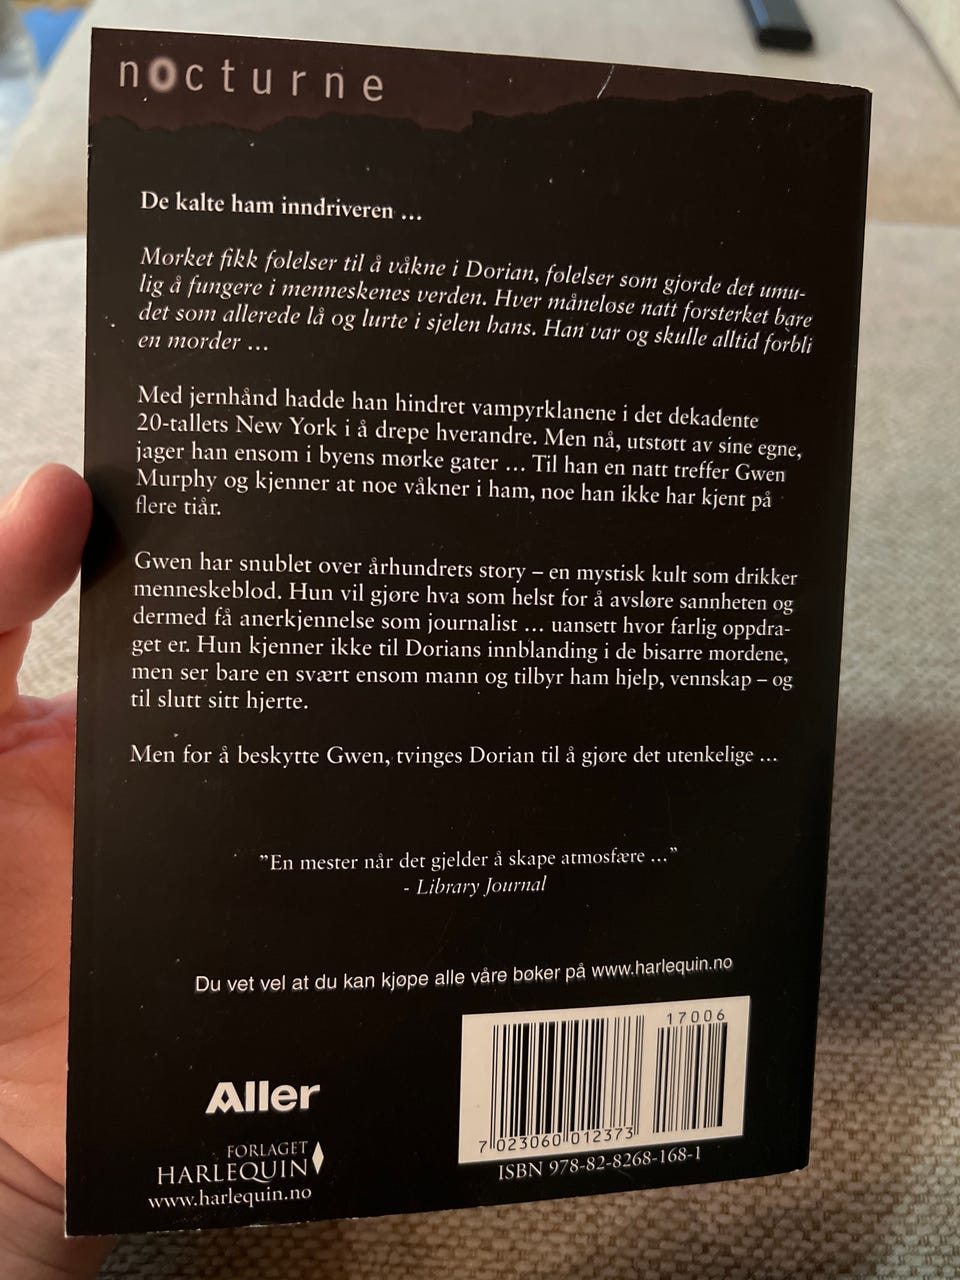 nocturne
De kalte ham inndriveren ...
Mørket fikk følelser til å våkne i Dorian, følelser som gjorde det umu-
lig å fungere i menneskenes verden. Hver måneløse natt forsterket bare
det som allerede lå og lurte i sjelen hans. Han var og skulle alltid forbli
en morder ...
Med jernhånd hadde han hindret vampyrklanene i det dekadente
20-tallets New York i å drepe hverandre. Men nå, utstøtt av sine egne,
jager han ensom i byens mørke gater ... Til han en natt treffer Gwen
Murphy og kjenner at noe våkner i ham, noe han ikke har kjent på
flere tiår.
Gwen har snublet over århundrets story – en mystisk kult som drikker
menneskeblod. Hun vil gjøre hva som helst for å avsløre sannheten og
dermed få anerkjennelse som journalist ... uansett hvor farlig oppdra-
get er. Hun kjenner ikke til Dorians innblanding i de bisarre mordene,
men ser bare en svært ensom mann og tilbyr ham hjelp, vennskap – og
til slutt sitt hjerte.
Men for å beskytte Gwen, tvinges Dorian til å gjøre det utenkelige ...
”En mester når det gjelder å skape atmosfære ...”
- Library Journal
Du vet vel at du kan kjøpe alle våre bøker på www.harlequin.no
17006
7 023060 012373
ISBN 978-82-8268-168-1
Aller
FORLAGET
HARLEQUIN
www.harlequin.no